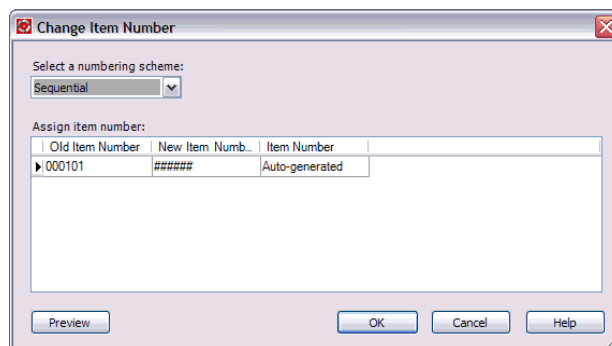 Change Item Number
Select a numbering scheme:
Sequential
Assign item number:
Old Item Number New Item Numb... Item Number
000101 ###### Auto-generated
Preview OK Cancel Help